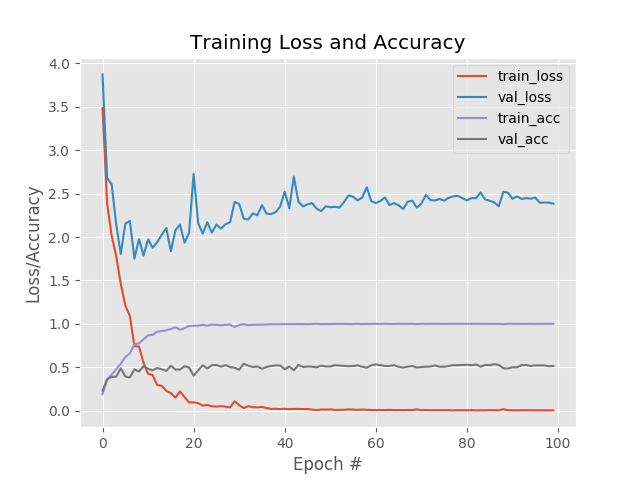 Training Loss and Accuracy
4.0
3.5
3.0
2.5
2.0
1.5
1.0
0.5
0.0
Loss/Accuracy
train_loss
val_loss
train_acc
val_acc
0
20
40
60
80
100
Epoch #